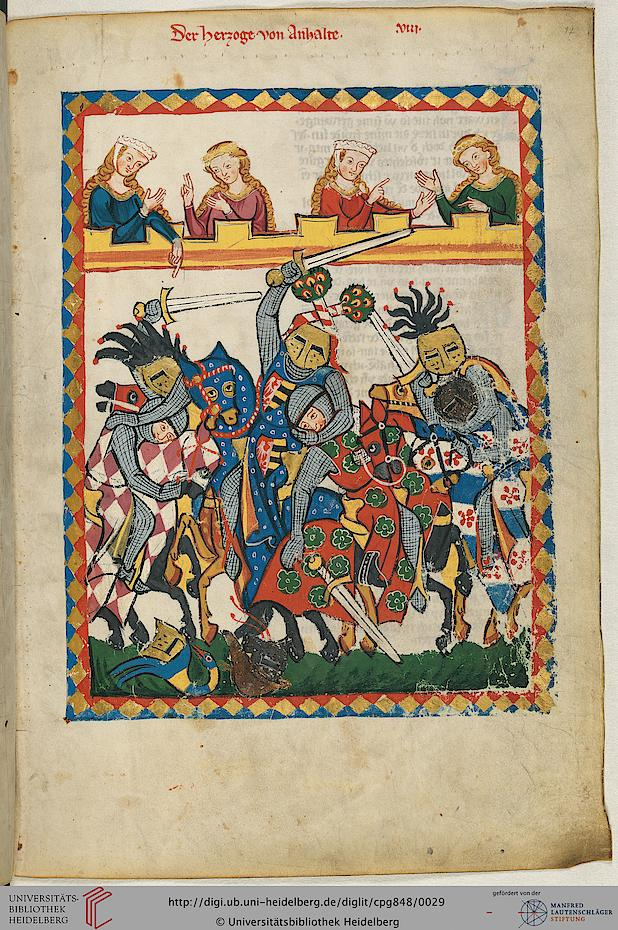 Der herzoge von Anhalte. VIII.
17
UNIVERSITÄTS-
BIBLIOTHEK
HEIDELBERG
http://digi.ub.uni-heidelberg.de/diglit/cpg848/0029
© Universitätsbibliothek Heidelberg
gefördert von der
MANFRED
LAUTENSCHLÄGER
STIFTUNG